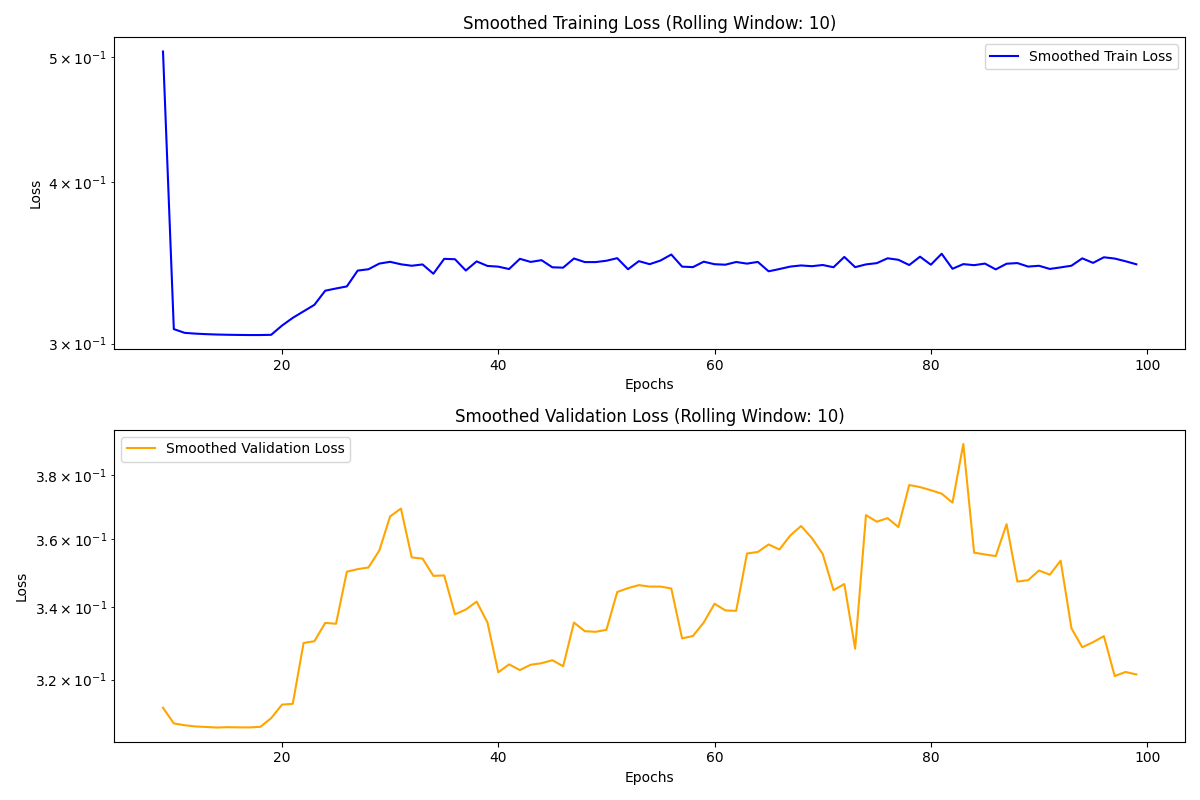 Smoothed Training Loss (Rolling Window: 10)
Smoothed Train Loss
5 × 10⁻¹
4 × 10⁻¹
3 × 10⁻¹
Loss
20 40 60 80 100
Epochs
Smoothed Validation Loss (Rolling Window: 10)
Smoothed Validation Loss
3.8 × 10⁻¹
3.6 × 10⁻¹
3.4 × 10⁻¹
3.2 × 10⁻¹
Loss
20 40 60 80 100
Epochs